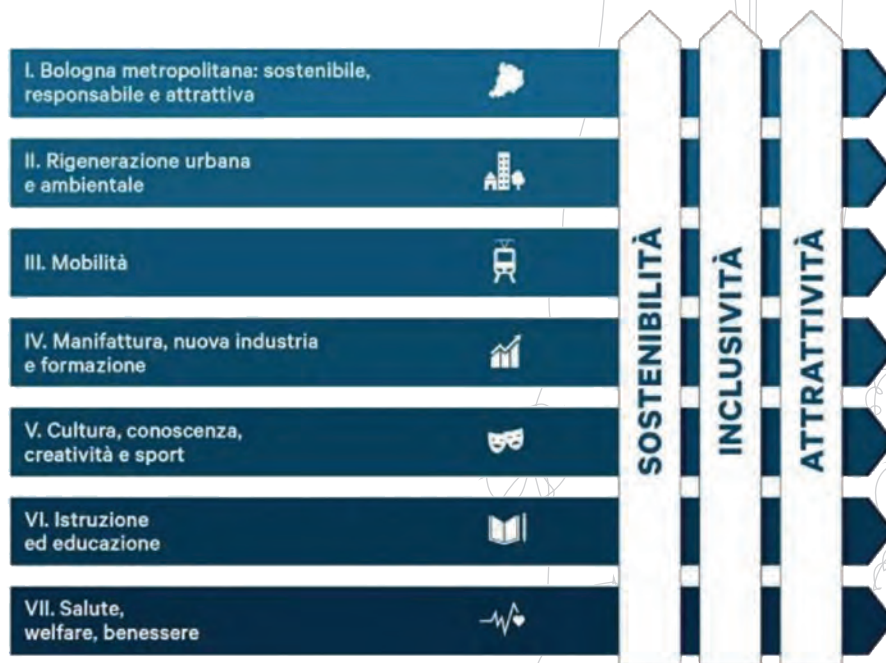 I. Bologna metropolitana: sostenibile,
responsabile e attrattiva
II. Rigenerazione urbana
e ambientale
III. Mobilità
IV. Manifattura, nuova industria
e formazione
V. Cultura, conoscenza,
creatività e sport
VI. Istruzione
ed educazione
VII. Salute,
welfare, benessere
SOSTENIBILITÀ
INCLUSIVITÀ
ATTRATTIVITÀ